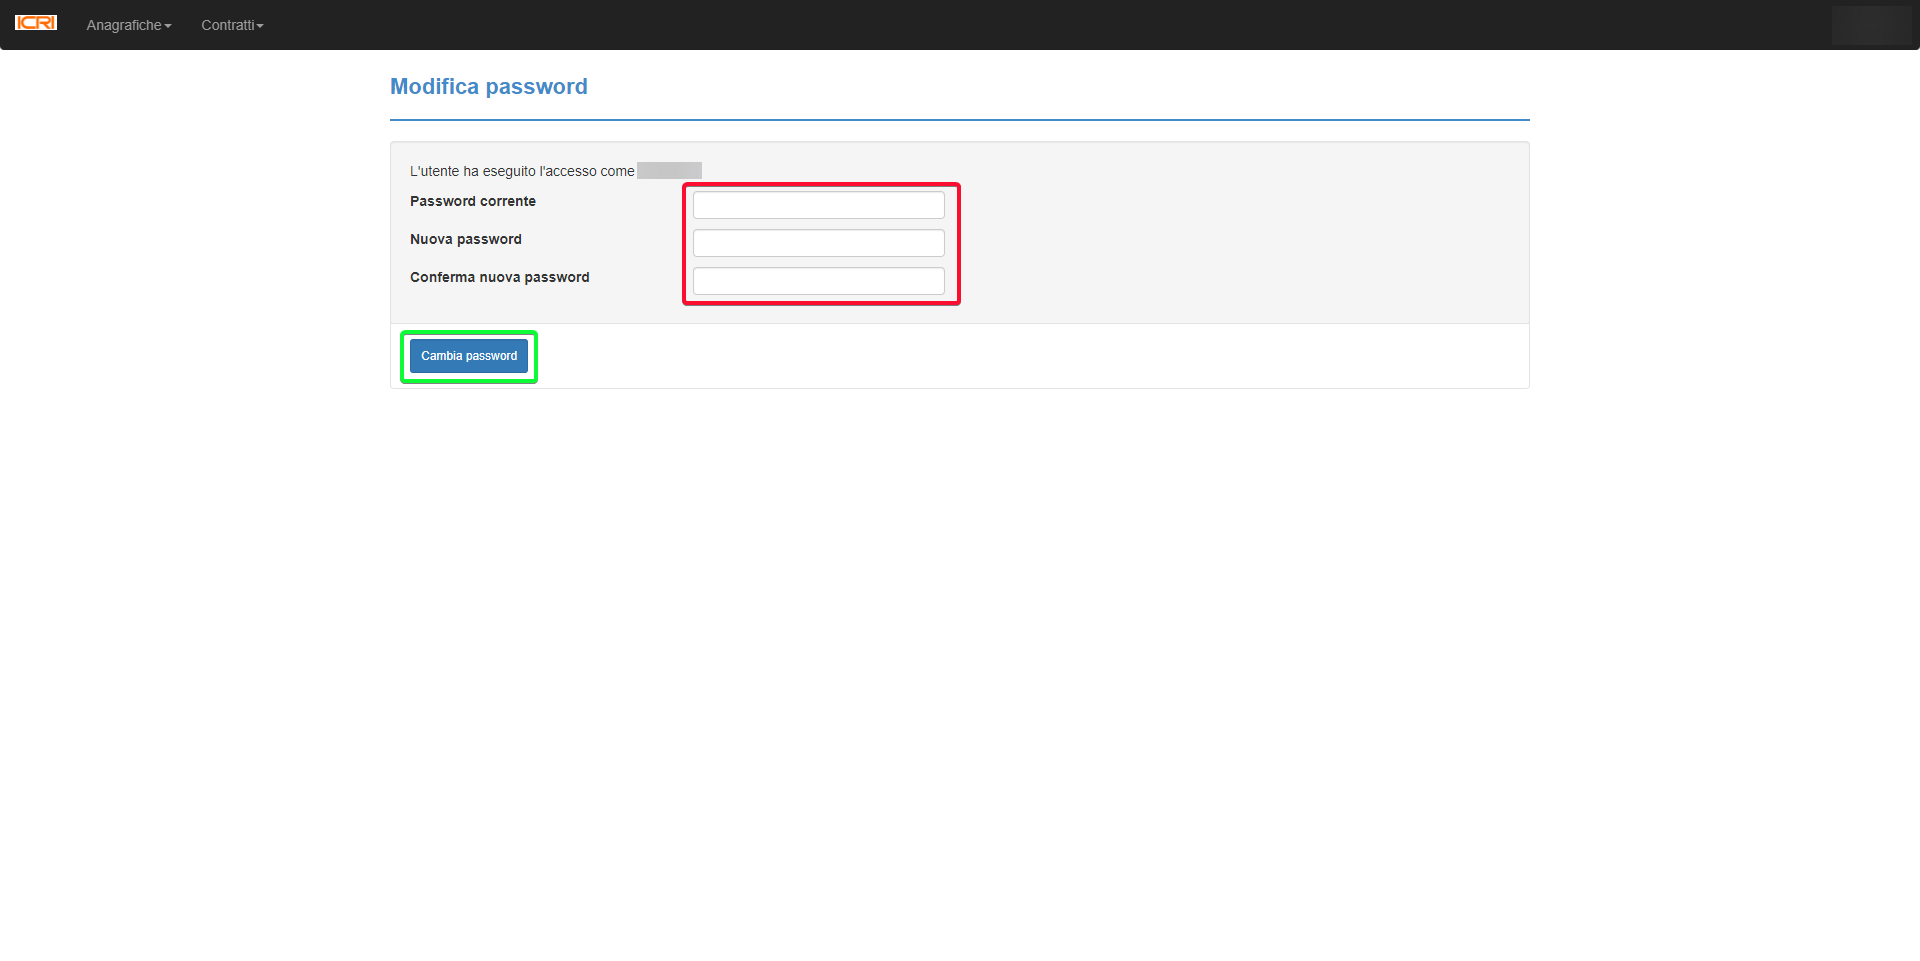 ICRI
Anagrafiche
Contratti
Modifica password
L'utente ha eseguito l'accesso come
Password corrente
Nuova password
Conferma nuova password
Cambia password